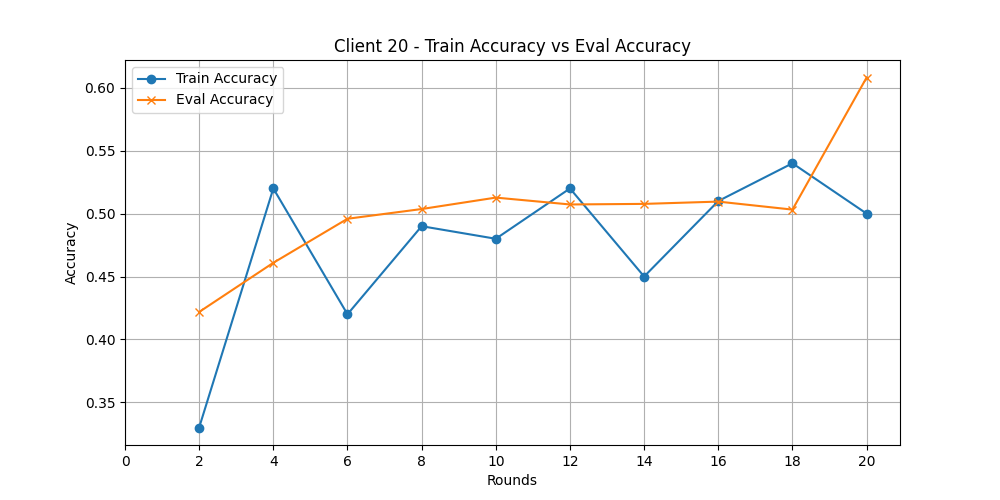 Client 20 - Train Accuracy vs Eval Accuracy
Train Accuracy
Eval Accuracy
0.60
0.55
0.50
0.45
0.40
0.35
Accuracy
0 2 4 6 8 10 12 14 16 18 20
Rounds